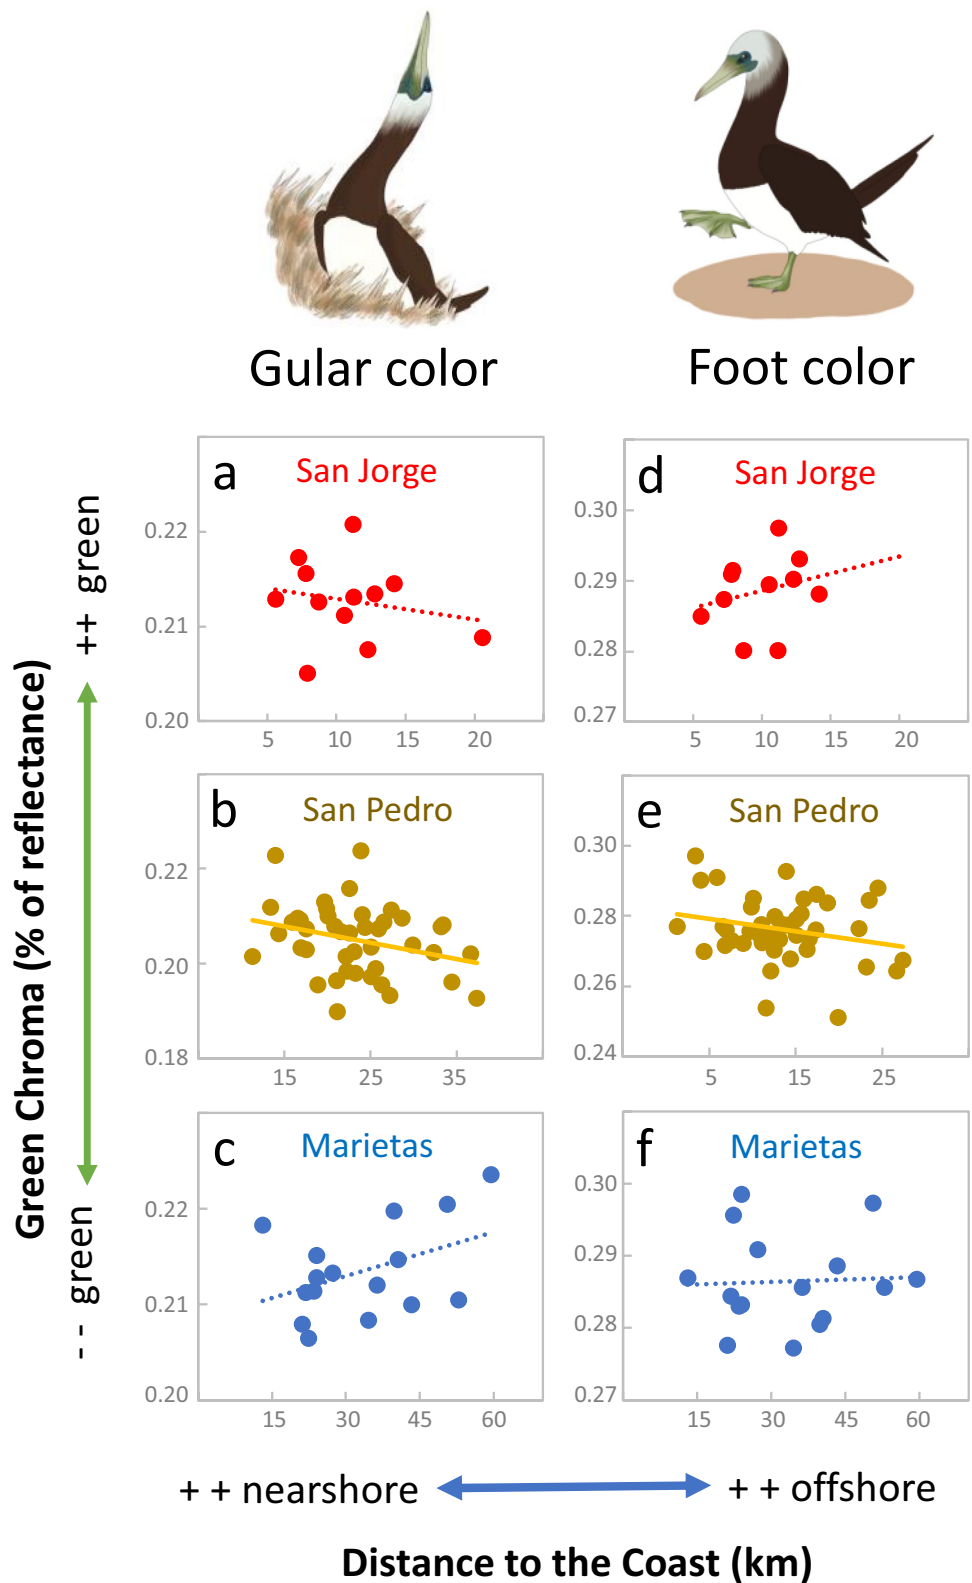 Gular color
Foot color
Green Chroma (% of reflectance)
++ green
- - green
a
San Jorge
0.22
0.21
0.20
5
10
15
20
d
San Jorge
0.30
0.29
0.28
0.27
5
10
15
20
b
San Pedro
0.22
0.20
0.18
15
25
35
e
San Pedro
0.30
0.28
0.26
0.24
5
15
25
c
Marietas
0.22
0.21
0.20
15
30
45
60
f
Marietas
0.30
0.29
0.28
0.27
15
30
45
60
+ + nearshore
+ + offshore
Distance to the Coast (km)